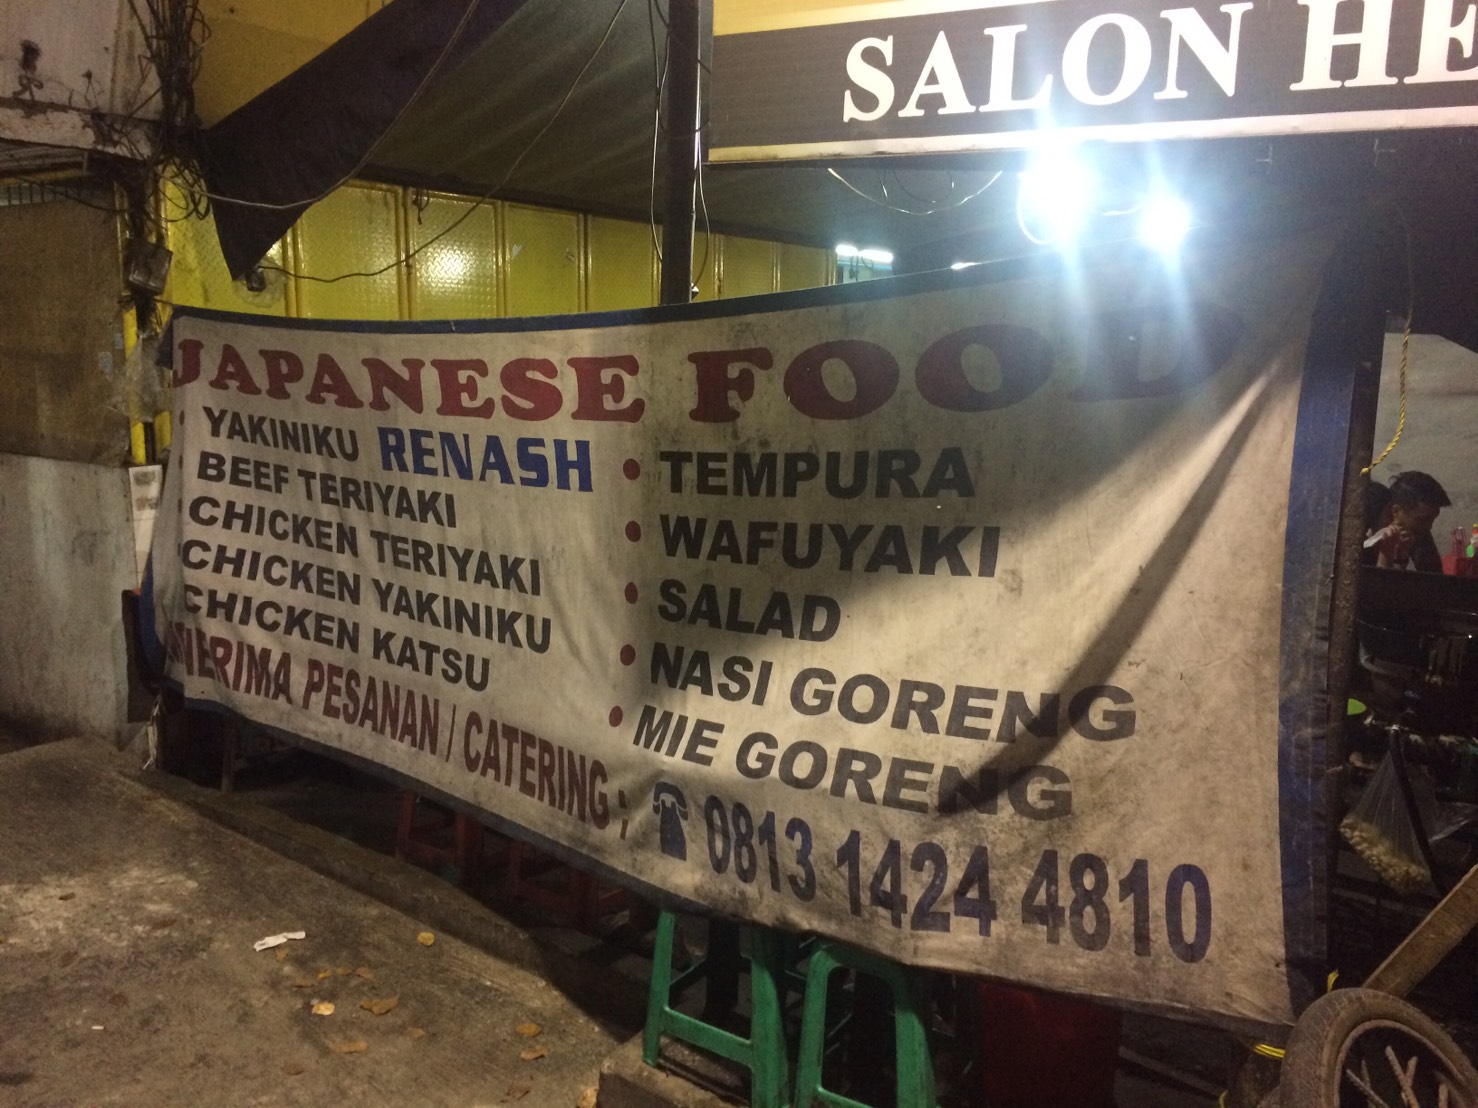 SALON HE
JAPANESE FOOD
YAKINIKU RENASH
BEEF TERIYAKI
CHICKEN TERIYAKI
CHICKEN YAKINIKU
CHICKEN KATSU
• TEMPURA
• WAFUYAKI
• SALAD
• NASI GORENG
• MIE GORENG
MENERIMA PESANAN / CATERING ;
☎ 0813 1424 4810